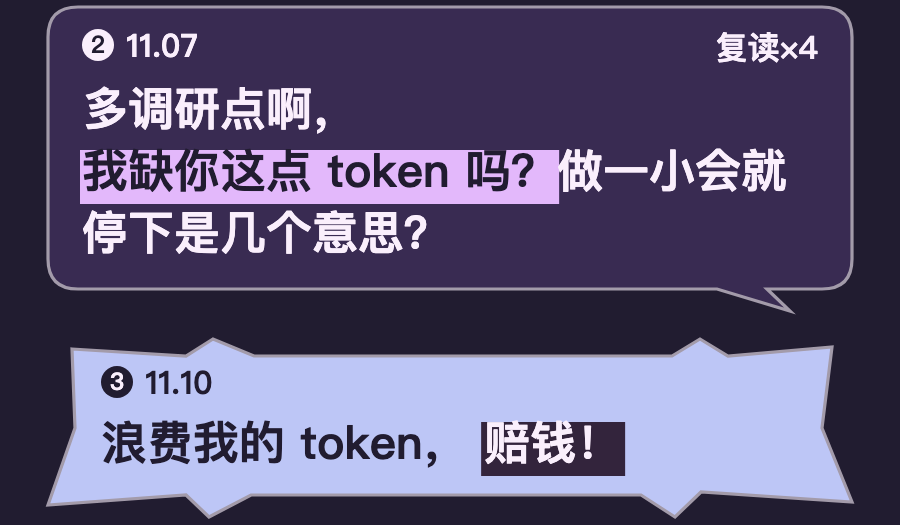 ❷ 11.07
复读×4
多调研点啊，
我缺你这点 token 吗？做一小会就
停下是几个意思？
❸ 11.10
浪费我的 token，赔钱！